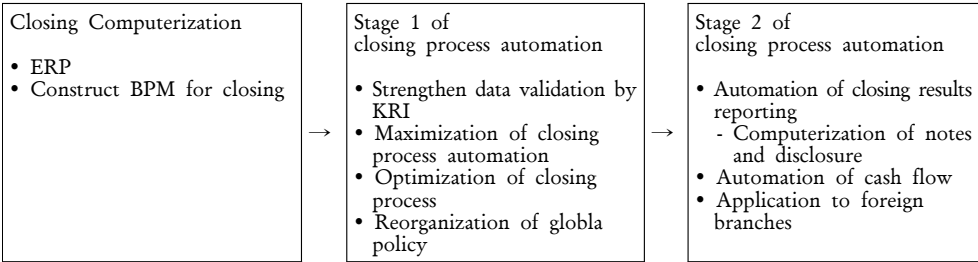 Closing Computerization
• ERP
• Construct BPM for closing
→
Stage 1 of
closing process automation
• Strengthen data validation by
KRI
• Maximization of closing
process automation
• Optimization of closing
process
• Reorganization of globla
policy
→
Stage 2 of
closing process automation
• Automation of closing results
reporting
- Computerization of notes
and disclosure
• Automation of cash flow
• Application to foreign
branches